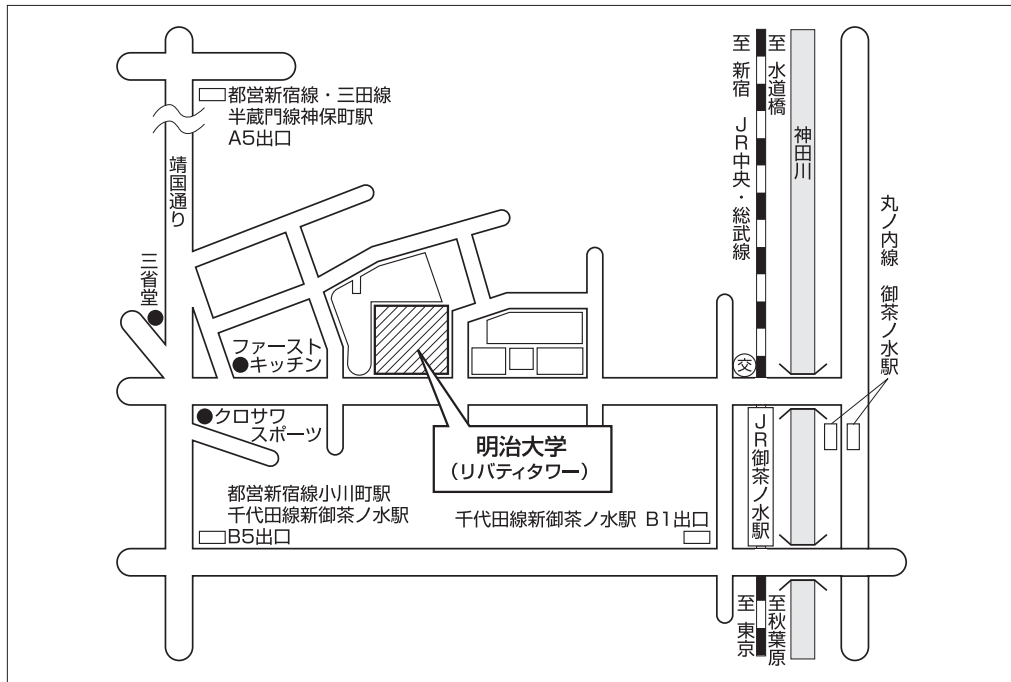 都営新宿線・三田線
半蔵門線神保町駅
A5出口
靖国通り
三省堂
ファースト
キッチン
クロサワ
スポーツ
明治大学
（リバティタワー）
都営新宿線小川町駅
千代田線新御茶ノ水駅
B5出口
千代田線新御茶ノ水駅 B1出口
至 新宿
至 水道橋
JR中央・総武線
神田川
丸ノ内線 御茶ノ水駅
交
JR御茶ノ水駅
至 東京
至秋葉原